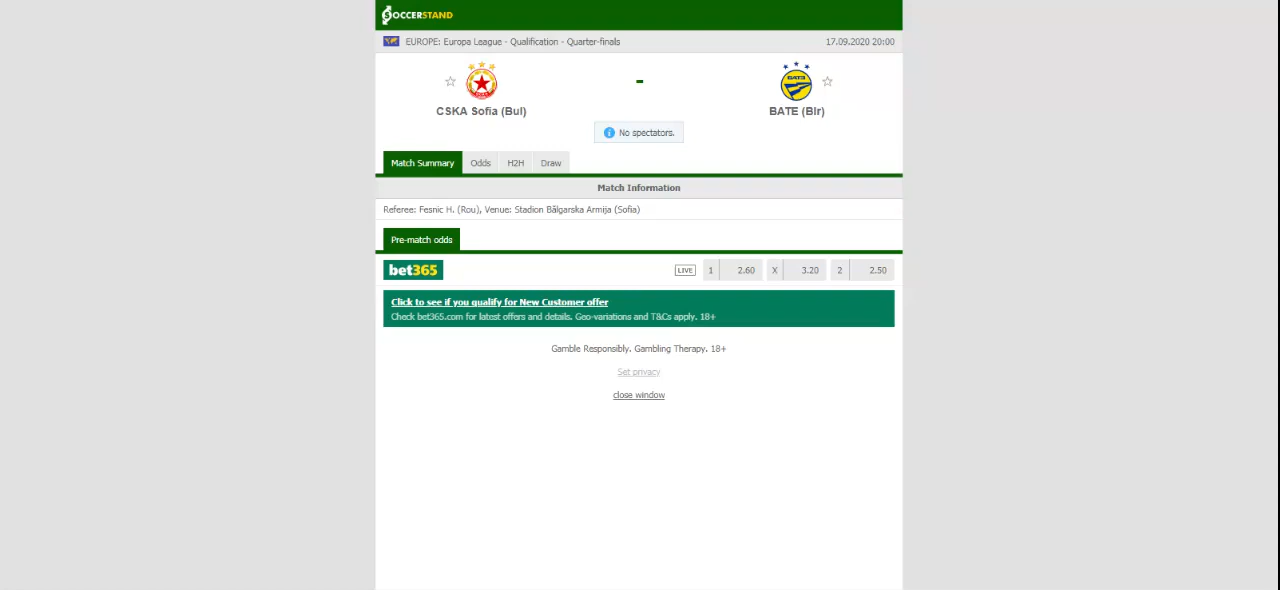 SOCCERSTAND
EUROPE: Europa League - Qualification - Quarter-finals 17.09.2020 20:00
-
BATE
CSKA Sofia (Bul) BATE (Blr)
No spectators.
Match Summary Odds H2H Draw
Match Information
Referee: Fesnic H. (Rou), Venue: Stadion Bălgarska Armija (Sofia)
Pre-match odds
bet365 LIVE 1 2.60 X 3.20 2 2.50
Click to see if you qualify for New Customer offer
Check bet365.com for latest offers and details. Geo-variations and T&Cs apply. 18+
Gamble Responsibly. Gambling Therapy. 18+
Set privacy
close window